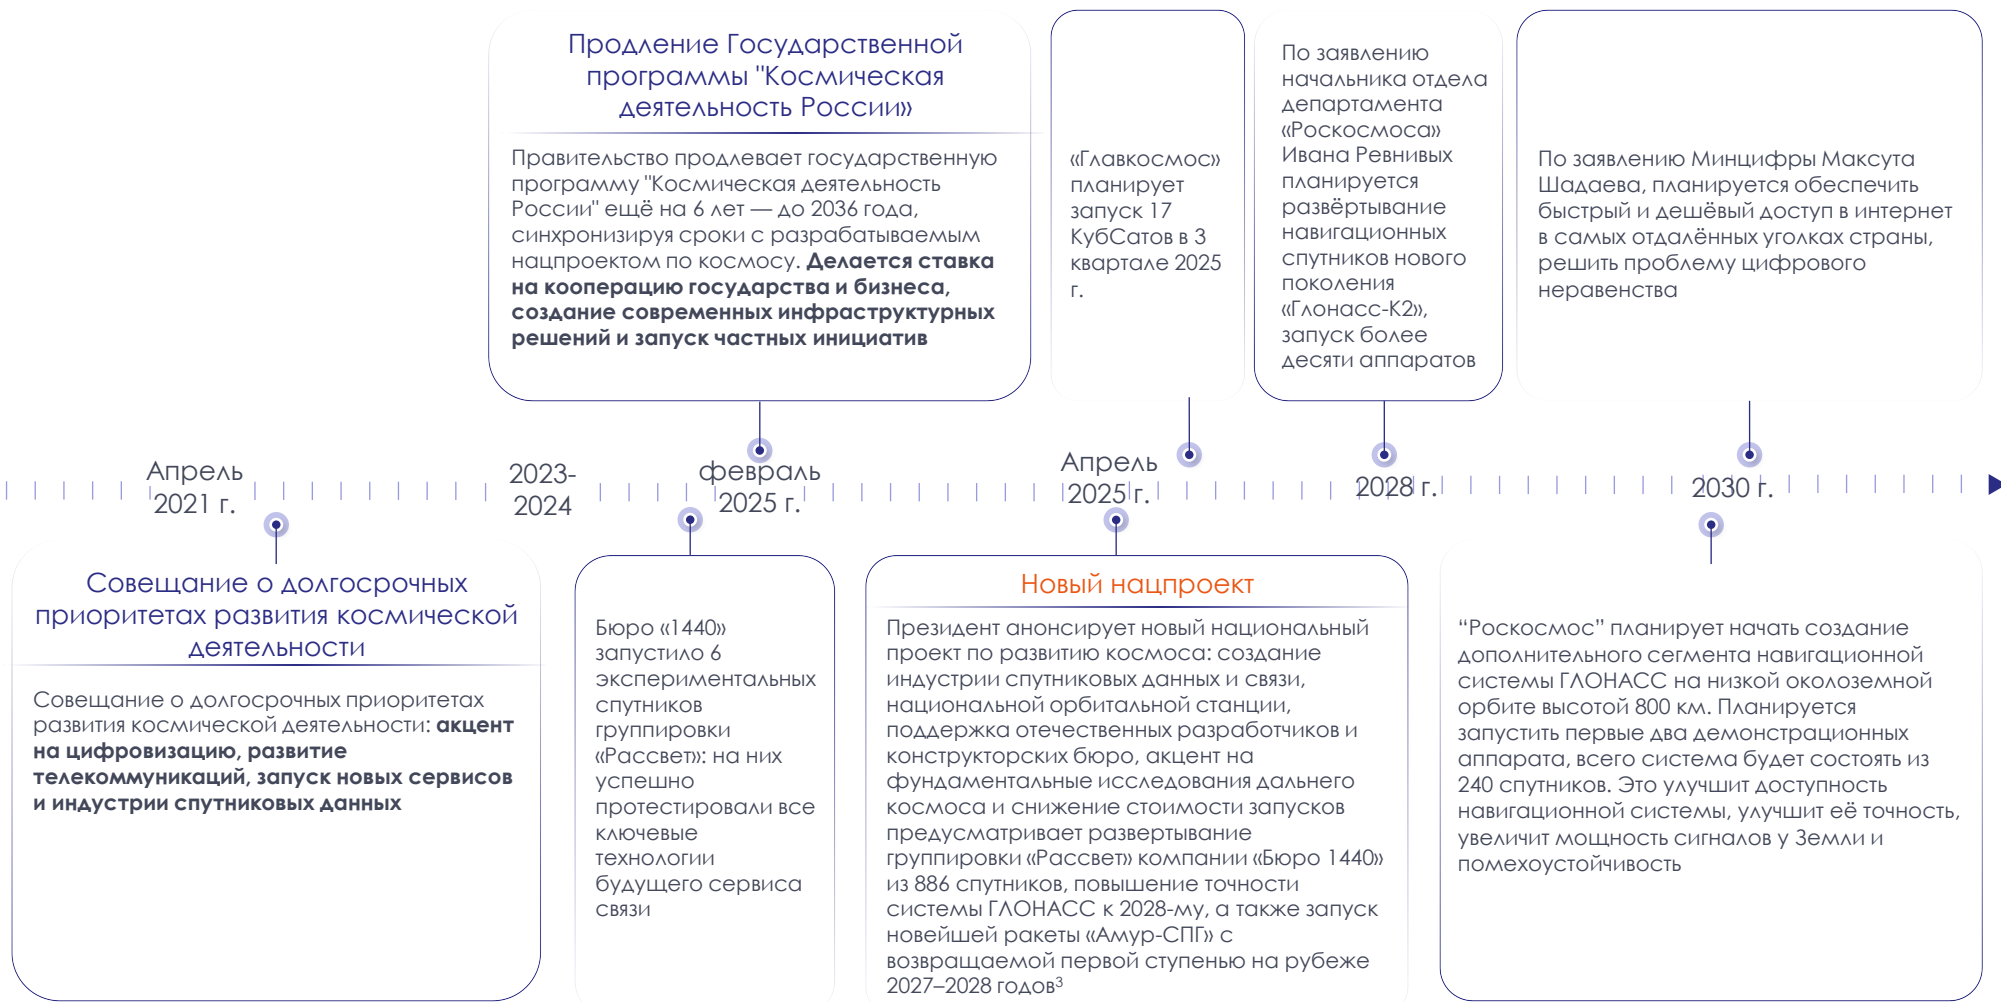 Продление Государственной
программы "Космическая
деятельность России»
Правительство продлевает государственную
программу "Космическая деятельность
России" ещё на 6 лет — до 2036 года,
синхронизируя сроки с разрабатываемым
нацпроектом по космосу. Делается ставка
на кооперацию государства и бизнеса,
создание современных инфраструктурных
решений и запуск частных инициатив
«Главкосмос»
планирует
запуск 17
КубСатов в 3
квартале 2025
г.
По заявлению
начальника отдела
департамента
«Роскосмоса»
Ивана Ревнивых
планируется
развёртывание
навигационных
спутников нового
поколения
«Глонасс-К2»,
запуск более
десяти аппаратов
По заявлению Минцифры Максута
Шадаева, планируется обеспечить
быстрый и дешёвый доступ в интернет
в самых отдалённых уголках страны,
решить проблему цифрового
неравенства
Апрель
2021 г.
2023-
2024
февраль
2025 г.
Апрель
2025 г.
2028 г.
2030 г.
Совещание о долгосрочных
приоритетах развития космической
деятельности
Совещание о долгосрочных приоритетах
развития космической деятельности: акцент
на цифровизацию, развитие
телекоммуникаций, запуск новых сервисов
и индустрии спутниковых данных
Бюро «1440»
запустило 6
экспериментальных
спутников
группировки
«Рассвет»: на них
успешно
протестировали все
ключевые
технологии
будущего сервиса
связи
Новый нацпроект
Президент анонсирует новый национальный
проект по развитию космоса: создание
индустрии спутниковых данных и связи,
национальной орбитальной станции,
поддержка отечественных разработчиков и
конструкторских бюро, акцент на
фундаментальные исследования дальнего
космоса и снижение стоимости запусков
предусматривает развертывание
группировки «Рассвет» компании «Бюро 1440»
из 886 спутников, повышение точности
системы ГЛОНАСС к 2028-му, а также запуск
новейшей ракеты «Амур-СПГ» с
возвращаемой первой ступенью на рубеже
2027–2028 годов³
“Роскосмос” планирует начать создание
дополнительного сегмента навигационной
системы ГЛОНАСС на низкой околоземной
орбите высотой 800 км. Планируется
запустить первые два демонстрационных
аппарата, всего система будет состоять из
240 спутников. Это улучшит доступность
навигационной системы, улучшит её точность,
увеличит мощность сигналов у Земли и
помехоустойчивость